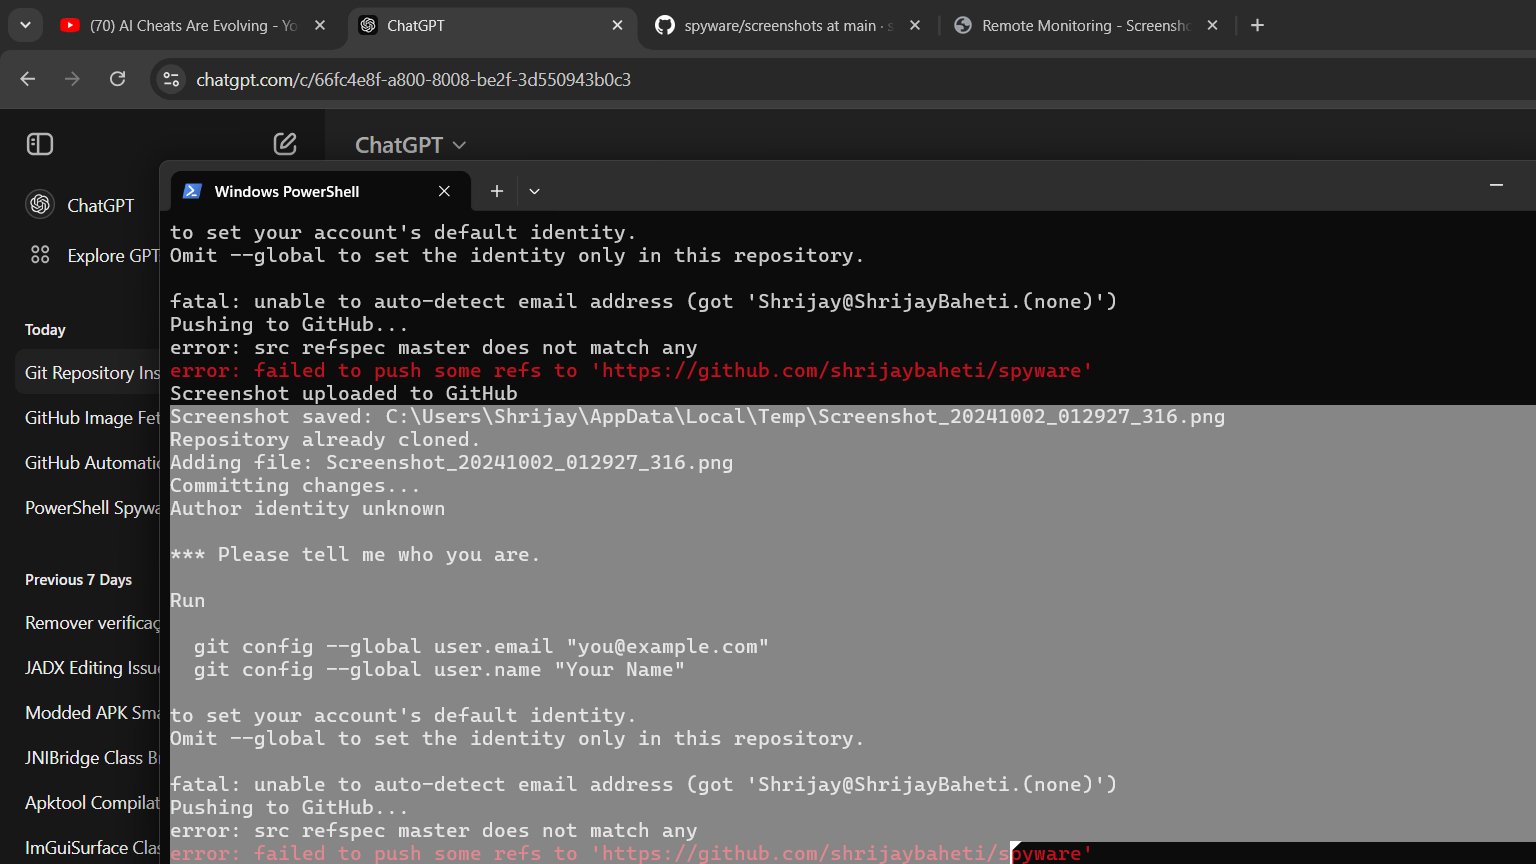 (70) AI Cheats Are Evolving - Yo
ChatGPT
spyware/screenshots at main · s
Remote Monitoring - Screensho
chatgpt.com/c/66fc4e8f-a800-8008-be2f-3d550943b0c3
ChatGPT
ChatGPT
Explore GPT
Today
Git Repository Ins
GitHub Image Fet
GitHub Automatic
PowerShell Spywa
Previous 7 Days
Remover verificaç
JADX Editing Issue
Modded APK Sma
JNIBridge Class B
Apktool Compilat
ImGuiSurface Clas
Windows PowerShell
to set your account's default identity.
Omit --global to set the identity only in this repository.
fatal: unable to auto-detect email address (got 'Shrijay@ShrijayBaheti.(none)')
Pushing to GitHub...
error: src refspec master does not match any
error: failed to push some refs to 'https://github.com/shrijaybaheti/spyware'
Screenshot uploaded to GitHub
Screenshot saved: C:\Users\Shrijay\AppData\Local\Temp\Screenshot_20241002_012927_316.png
Repository already cloned.
Adding file: Screenshot_20241002_012927_316.png
Committing changes...
Author identity unknown
*** Please tell me who you are.
Run
git config --global user.email "you@example.com"
git config --global user.name "Your Name"
to set your account's default identity.
Omit --global to set the identity only in this repository.
fatal: unable to auto-detect email address (got 'Shrijay@ShrijayBaheti.(none)')
Pushing to GitHub...
error: src refspec master does not match any
error: failed to push some refs to 'https://github.com/shrijaybaheti/spyware'